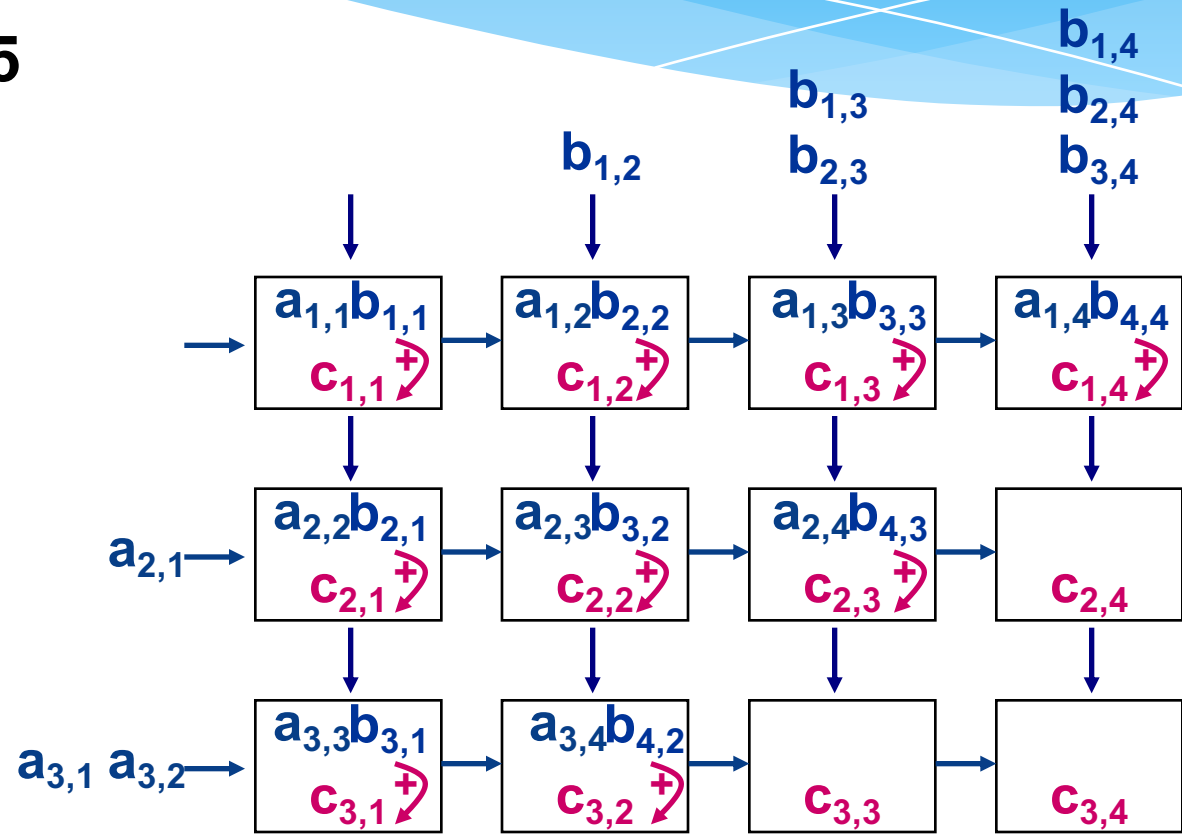 5
b1,4
b1,3 b2,4
b1,2 b2,3 b3,4
a1,1b1,1 a1,2b2,2 a1,3b3,3 a1,4b4,4
+ + + +
c1,1 c1,2 c1,3 c1,4
a2,2b2,1 a2,3b3,2 a2,4b4,3
a2,1 + + +
c2,1 c2,2 c2,3 c2,4
a3,3b3,1 a3,4b4,2
a3,1 a3,2 + +
c3,1 c3,2 c3,3 c3,4